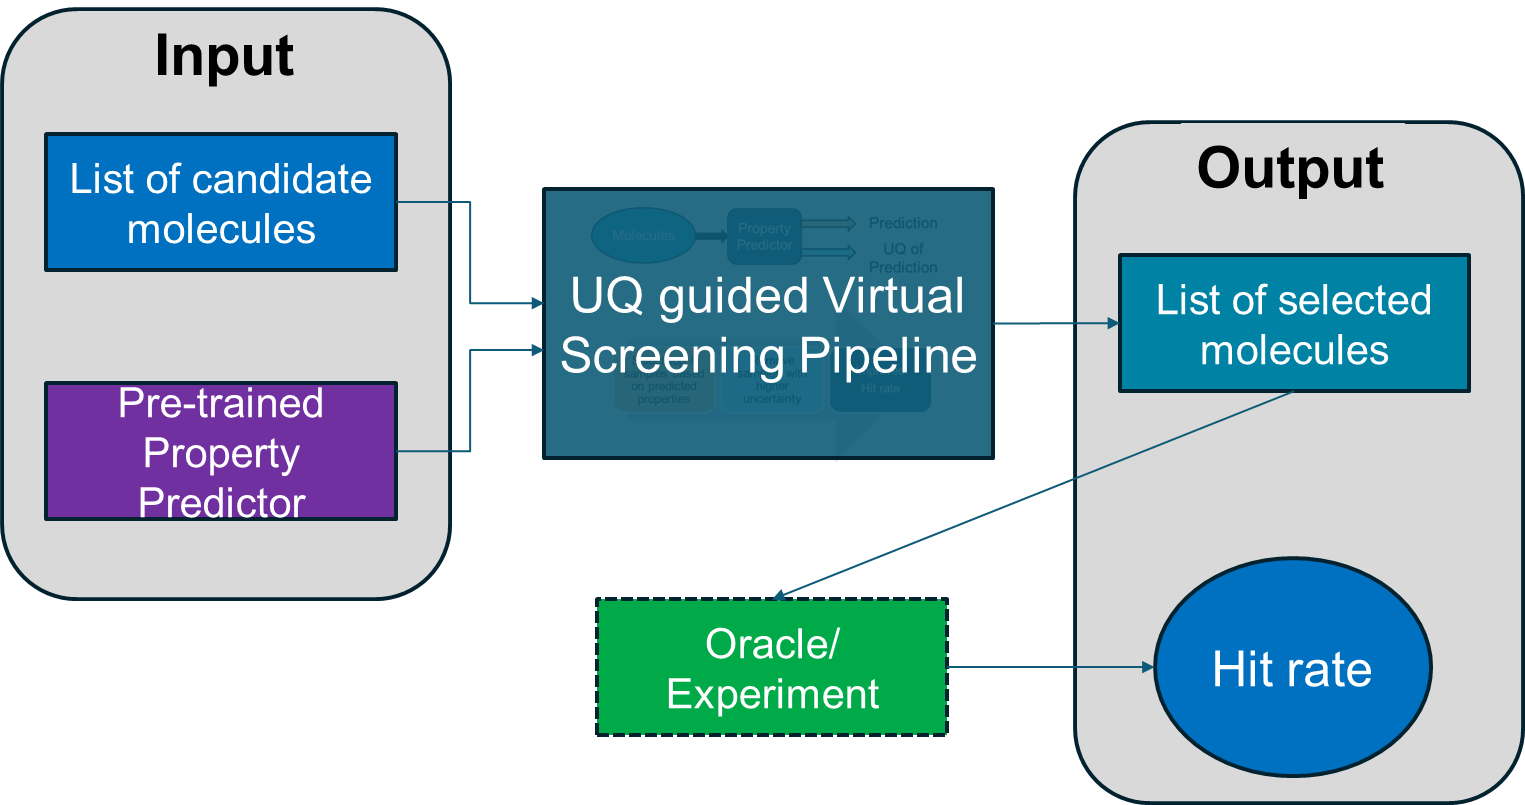 Input
List of candidate
molecules
Pre-trained
Property
Predictor
Molecules
Property
Predictor
Prediction
UQ of
Prediction
UQ guided Virtual
Screening Pipeline
on predicted
properties
higher
uncertainty
Hit rate
Output
List of selected
molecules
Oracle/
Experiment
Hit rate